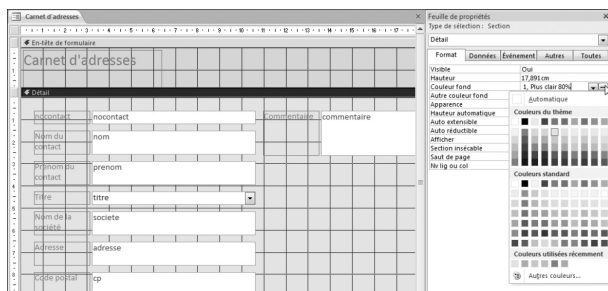 Carnet d'adresses
En-tête de formulaire
Carnet d'adresses
Détail
nocontact
nocontact
Commentaire
commentaire
Nom du
contact
nom
Prénom du
contact
prenom
Titre
titre
Nom de la
société
societe
Adresse
adresse
Code postal
cp
Feuille de propriétés
Type de sélection : Section
Détail
Format Données Événement Autres Toutes
Visible Oui
Hauteur 17,891cm
Couleur fond 1, Plus clair 80%
Autre couleur fond
Apparence
Hauteur automatique
Auto extensible
Auto réductible
Afficher
Section insécable
Saut de page
Nv lig ou col
Automatique
Couleurs du thème
Couleurs standard
Couleurs utilisées récemment
Autres couleurs...